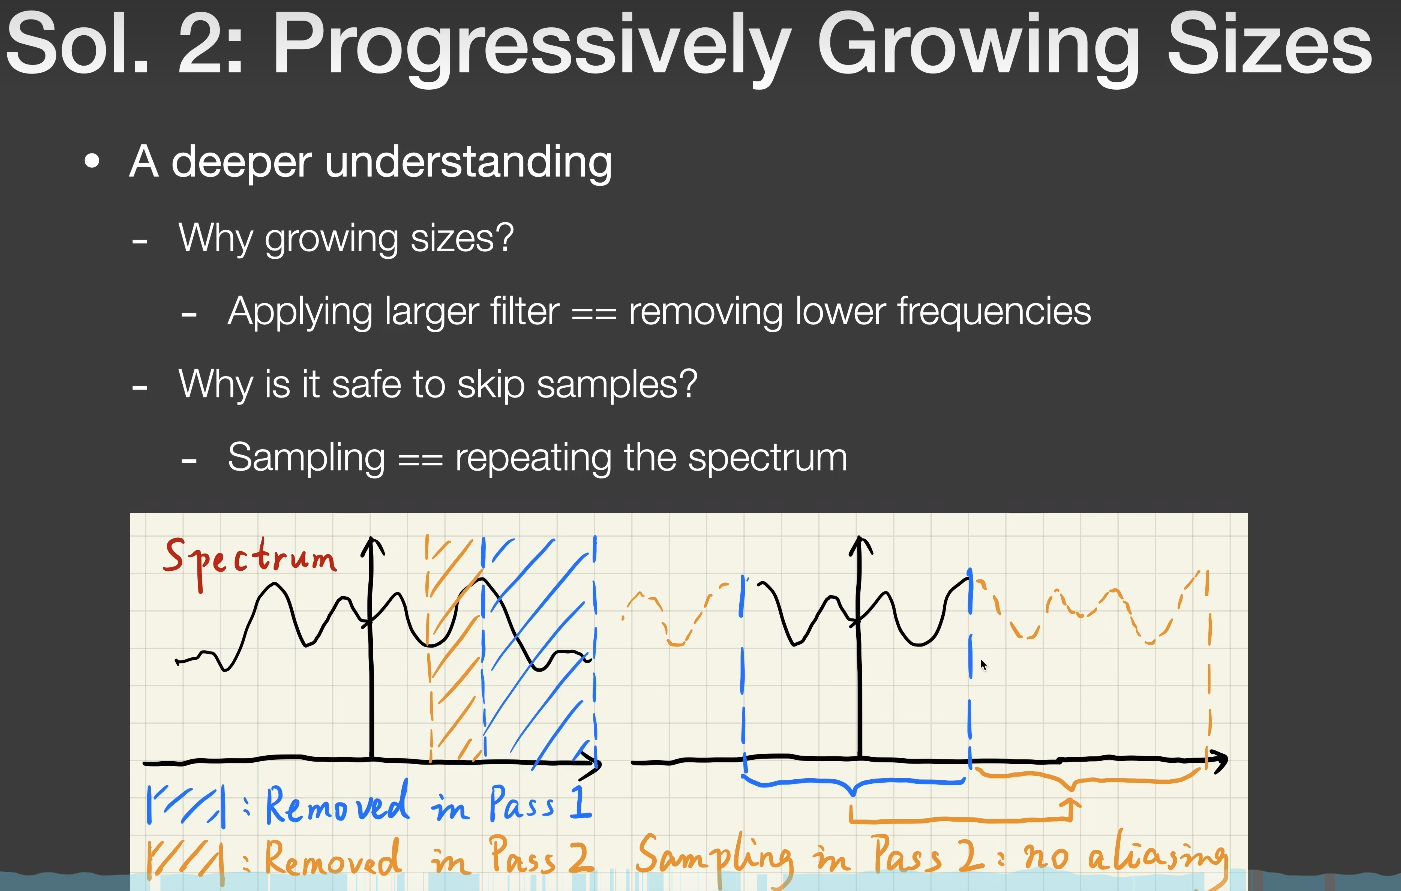 Sol. 2: Progressively Growing Sizes
• A deeper understanding
- Why growing sizes?
- Applying larger filter == removing lower frequencies
- Why is it safe to skip samples?
- Sampling == repeating the spectrum
Spectrum
: Removed in Pass 1
: Removed in Pass 2
Sampling in Pass 2: no aliasing